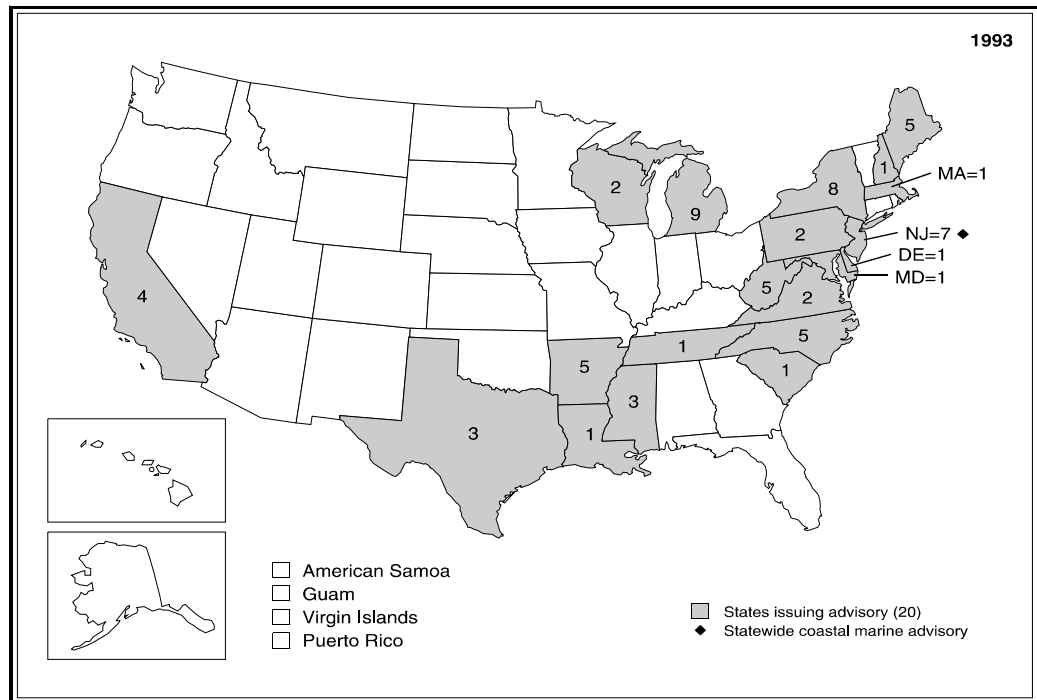 1993
5
1
MA=1
8
2
9
NJ=7
2
DE=1
5
MD=1
2
4
5
1
5
1
3
1
3
American Samoa
Guam
Virgin Islands
Puerto Rico
States issuing advisory (20)
Statewide coastal marine advisory